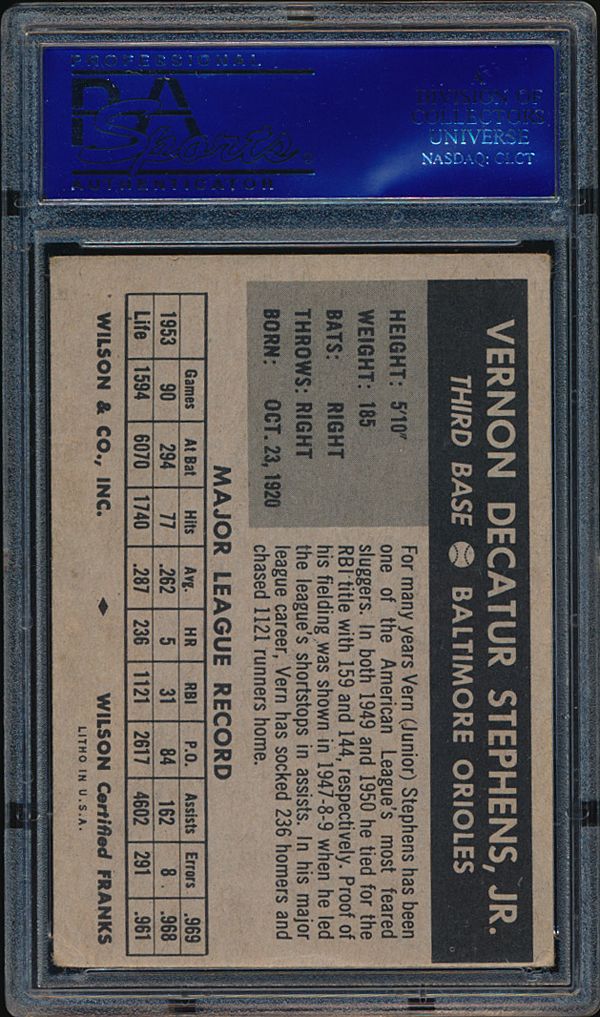 PROFESSIONAL
PSA
Sports
AUTHENTICATOR
A
DIVISION OF
COLLECTORS
UNIVERSE
NASDAQ: CLCT
VERNON DECATUR STEPHENS, JR.
THIRD BASE BALTIMORE ORIOLES
HEIGHT: 5'10"
WEIGHT: 185
BATS: RIGHT
THROWS: RIGHT
BORN: OCT. 23, 1920
For many years Vern (Junior) Stephens has been
one of the American League's most feared
sluggers. In both 1949 and 1950 he tied for the
RBI title with 159 and 144, respectively. Proof of
his fielding was shown in 1947-8-9 when he led
the league's shortstops in assists. In his major
league career, Vern has socked 236 homers and
chased 1121 runners home.
MAJOR LEAGUE RECORD
Games At Bat Hits Avg. HR RBI P.O. Assists Errors .969
1953 90 294 77 .262 5 31 84 162 8 .968
Life 1594 6070 1740 .287 236 1121 2617 4602 291 .961
WILSON & CO., INC. WILSON Certified FRANKS
LITHO IN U.S.A.